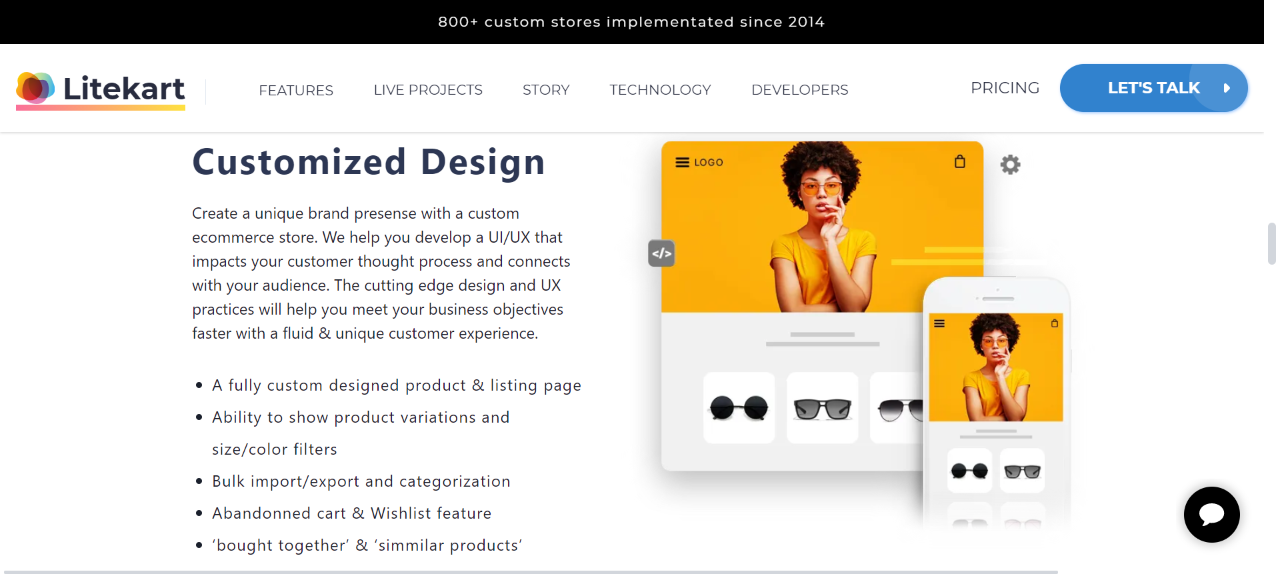 800+ custom stores implementated since 2014
Litekart
FEATURES
LIVE PROJECTS
STORY
TECHNOLOGY
DEVELOPERS
PRICING
LET'S TALK
Customized Design
Create a unique brand presense with a custom
ecommerce store. We help you develop a UI/UX that
impacts your customer thought process and connects
with your audience. The cutting edge design and UX
practices will help you meet your business objectives
faster with a fluid & unique customer experience.
• A fully custom designed product & listing page
• Ability to show product variations and
size/color filters
• Bulk import/export and categorization
• Abandonned cart & Wishlist feature
• ‘bought together’ & ‘simmilar products’
LOGO
</>